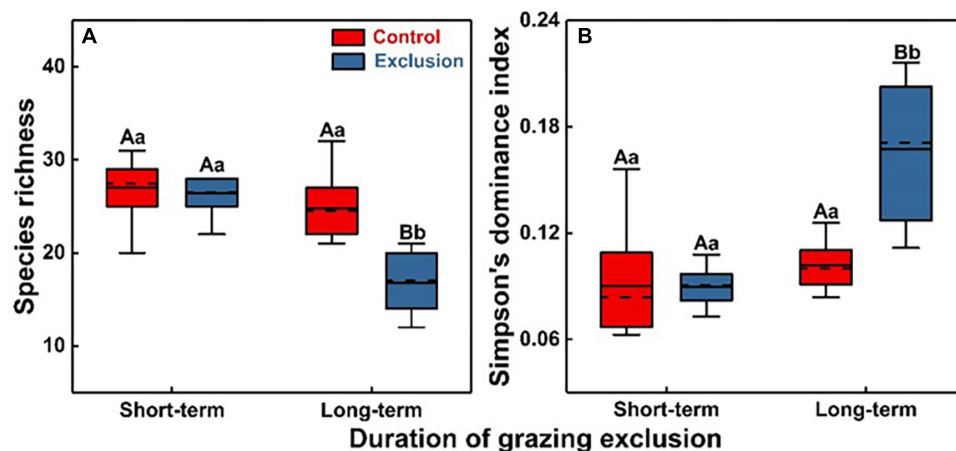 A
Control
Exclusion
Species richness
40
30
20
10
Aa
Aa
Aa
Bb
Short-term
Long-term
B
Simpson's dominance index
0.24
0.18
0.12
0.06
Aa
Aa
Aa
Bb
Short-term
Long-term
Duration of grazing exclusion